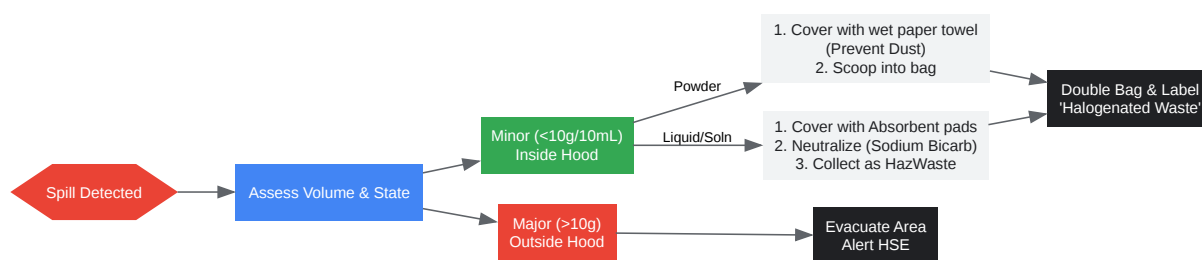 Spill Detected
Assess Volume & State
Minor (<10g/10mL)
Inside Hood
Major (>10g)
Outside Hood
Powder
Liquid/Soln
1. Cover with wet paper towel
(Prevent Dust)
2. Scoop into bag
1. Cover with Absorbent pads
2. Neutralize (Sodium Bicarb)
3. Collect as HazWaste
Evacuate Area
Alert HSE
Double Bag & Label
'Halogenated Waste'